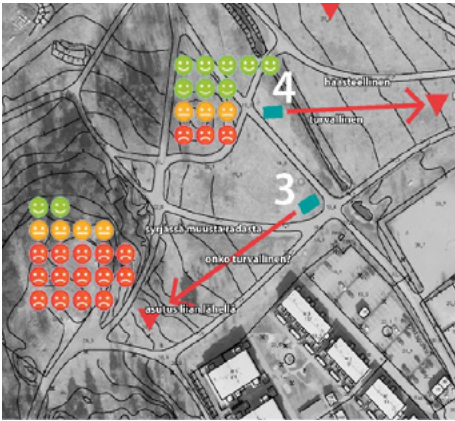 4
haasteellinen
turvallinen
3
syrjässä muusta radasta
onko turvallinen?
asutus liian lähellä